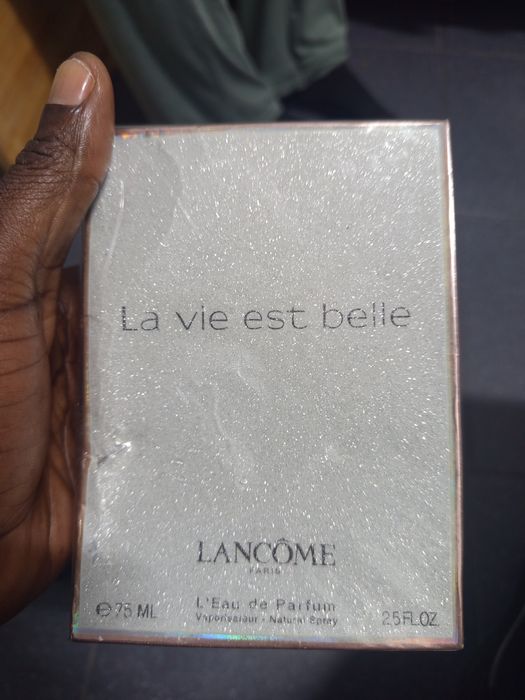 La vie est belle
LANCÔME
PARIS
L'Eau de Parfum
Vaporisateur - Natural Spray
℮ 75 ML
2.5 FL.OZ.